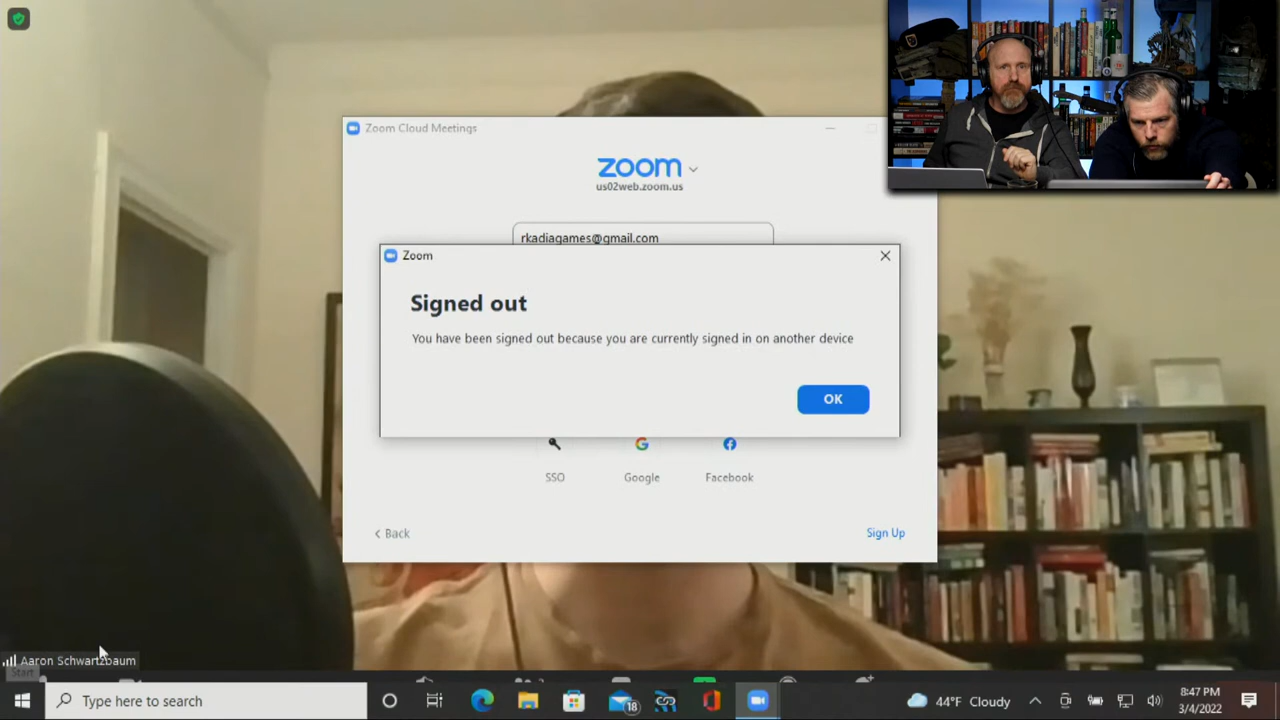 Zoom Cloud Meetings
zoom
us02web.zoom.us
rkadiagames@gmail.com
Zoom
Signed out
You have been signed out because you are currently signed in on another device
OK
SSO
Google
Facebook
Back
Sign Up
Aaron Schwartzbaum
Start
Type here to search
18
44°F Cloudy
8:47 PM
3/4/2022